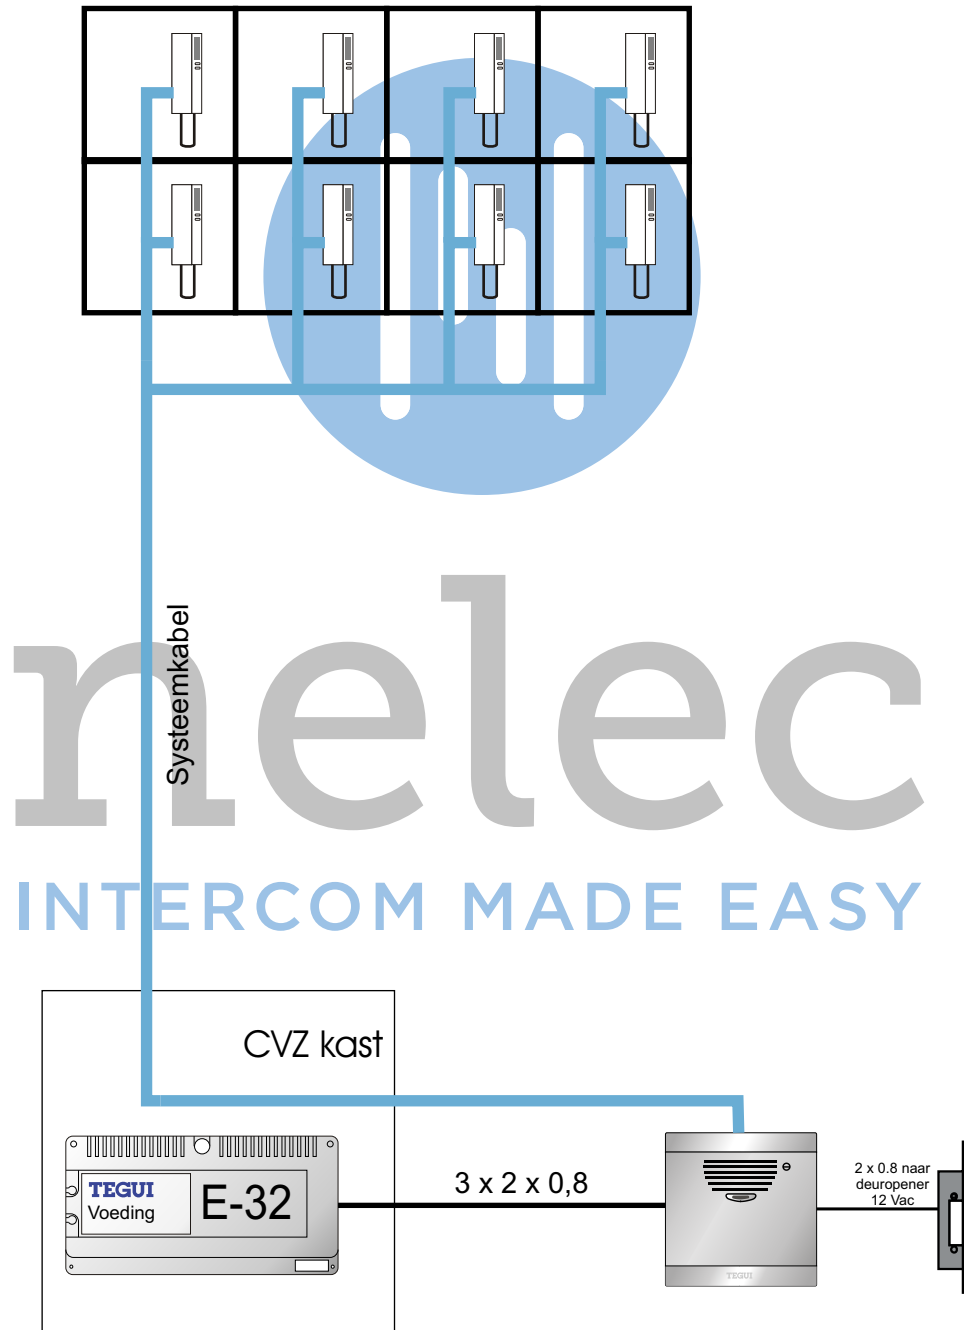 Systeemkabel
nelec
INTERCOM MADE EASY
CVZ kast
TEGUI
Voeding
E-32
3 x 2 x 0,8
2 x 0.8 naar
deuropener
12 Vac
TEGUI